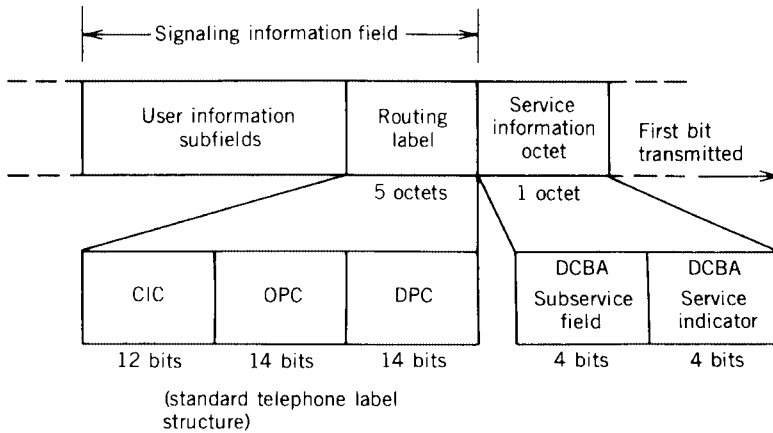 Signaling information field
User information
subfields
Routing
label
Service
information
octet
First bit
transmitted
5 octets
1 octet
CIC
OPC
DPC
DCBA
Subservice
field
DCBA
Service
indicator
12 bits
14 bits
14 bits
4 bits
4 bits
(standard telephone label
structure)